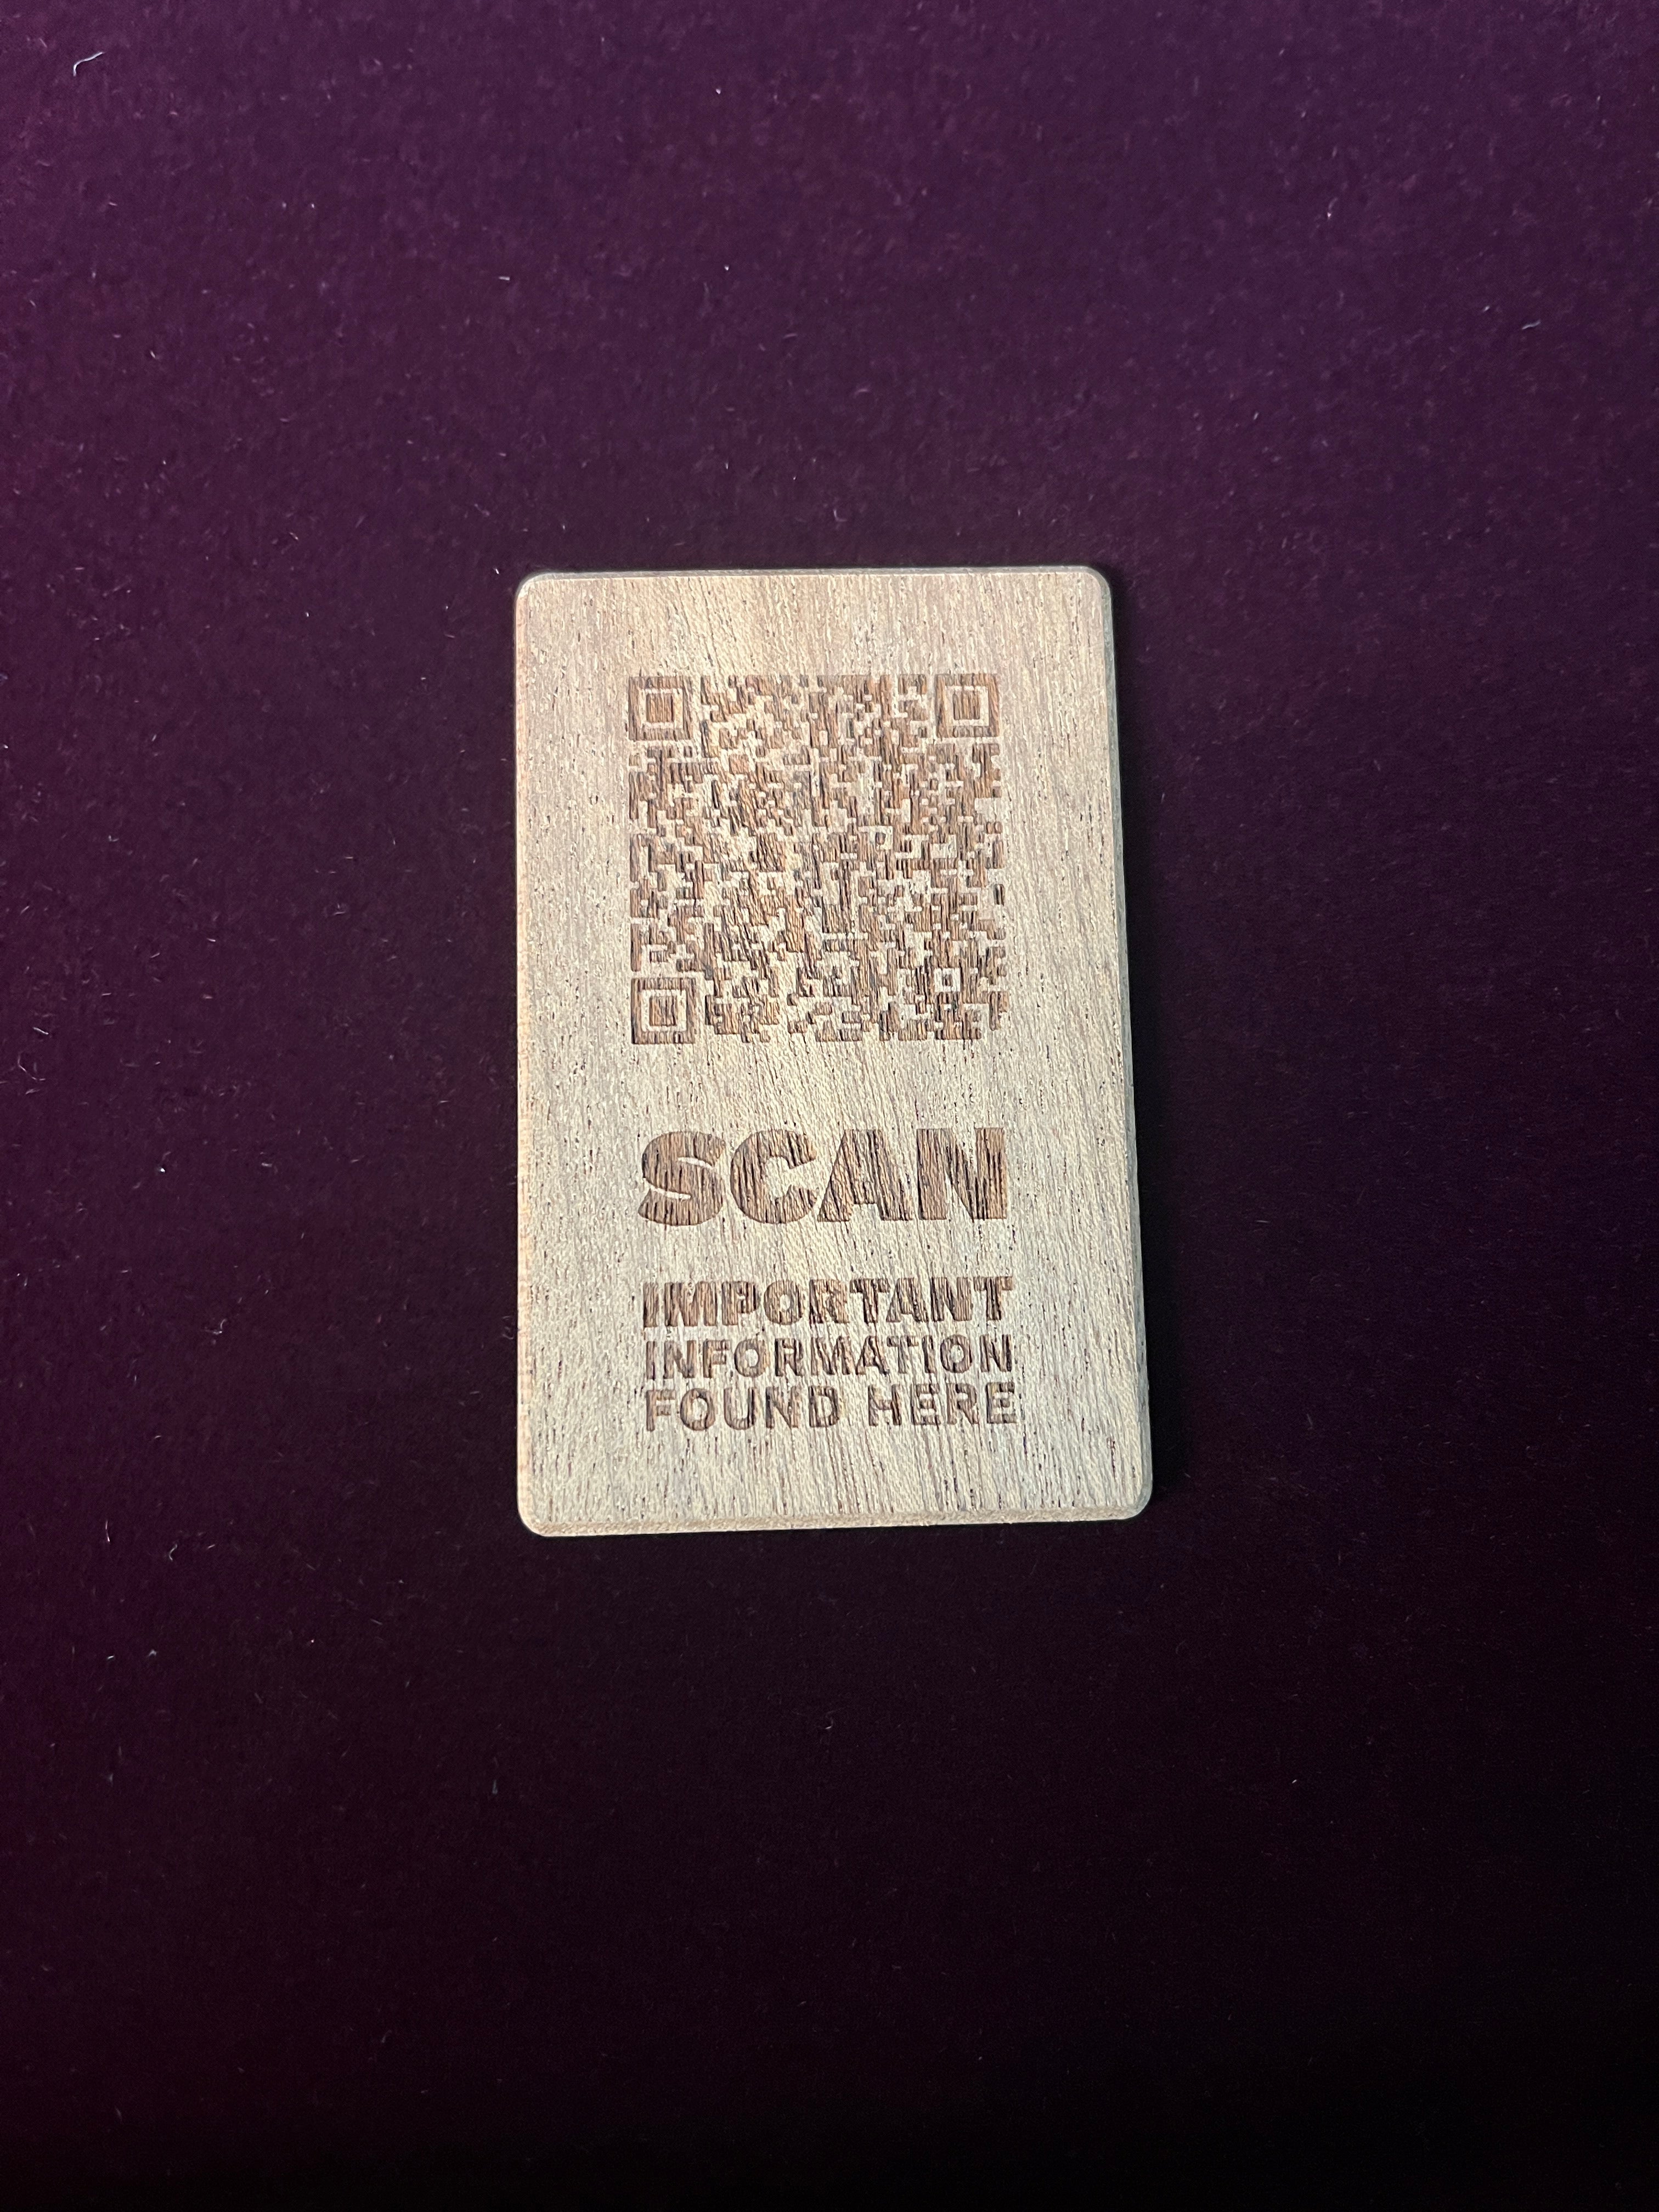 SCAN
IMPORTANT
INFORMATION
FOUND HERE